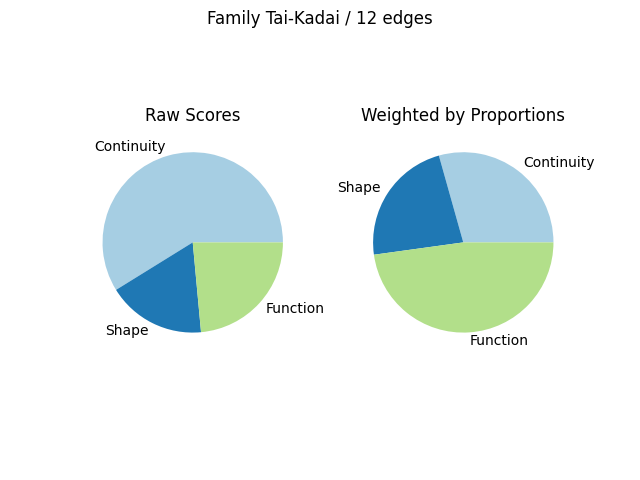 Family Tai-Kadai / 12 edges
Raw Scores
Continuity
Shape
Function
Weighted by Proportions
Continuity
Shape
Function